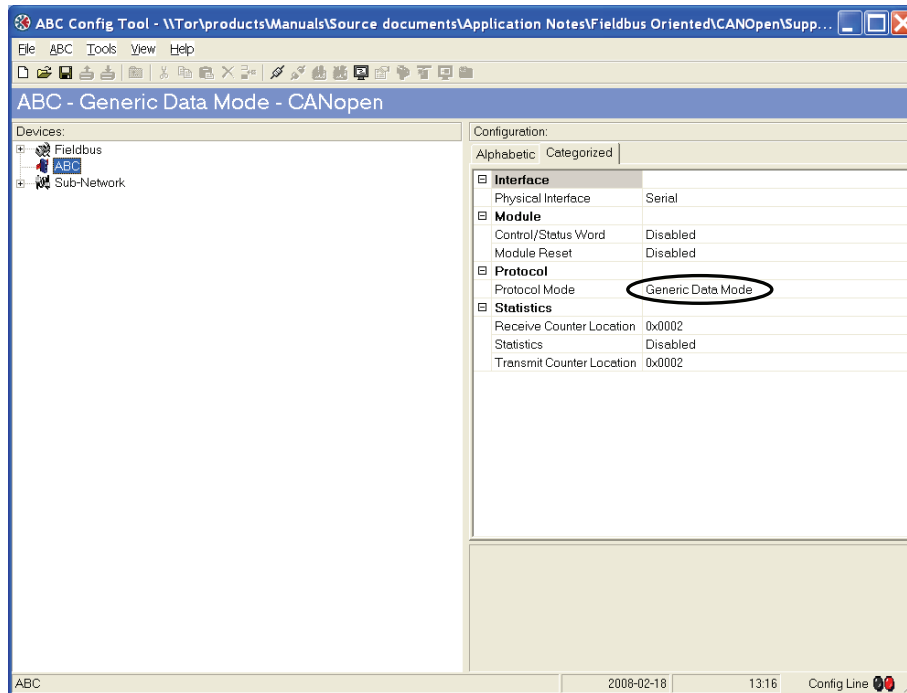 ABC Config Tool - \\Tor\products\Manuals\Source documents\Application Notes\Fieldbus Oriented\CANOpen\Supp...
File ABC Tools View Help
ABC - Generic Data Mode - CANopen
Devices:
Fieldbus
ABC
Sub-Network
Configuration:
Alphabetic Categorized
Interface
Physical Interface Serial
Module
Control/Status Word Disabled
Module Reset Disabled
Protocol
Protocol Mode Generic Data Mode
Statistics
Receive Counter Location 0x0002
Statistics Disabled
Transmit Counter Location 0x0002
ABC 2008-02-18 13:16 Config Line